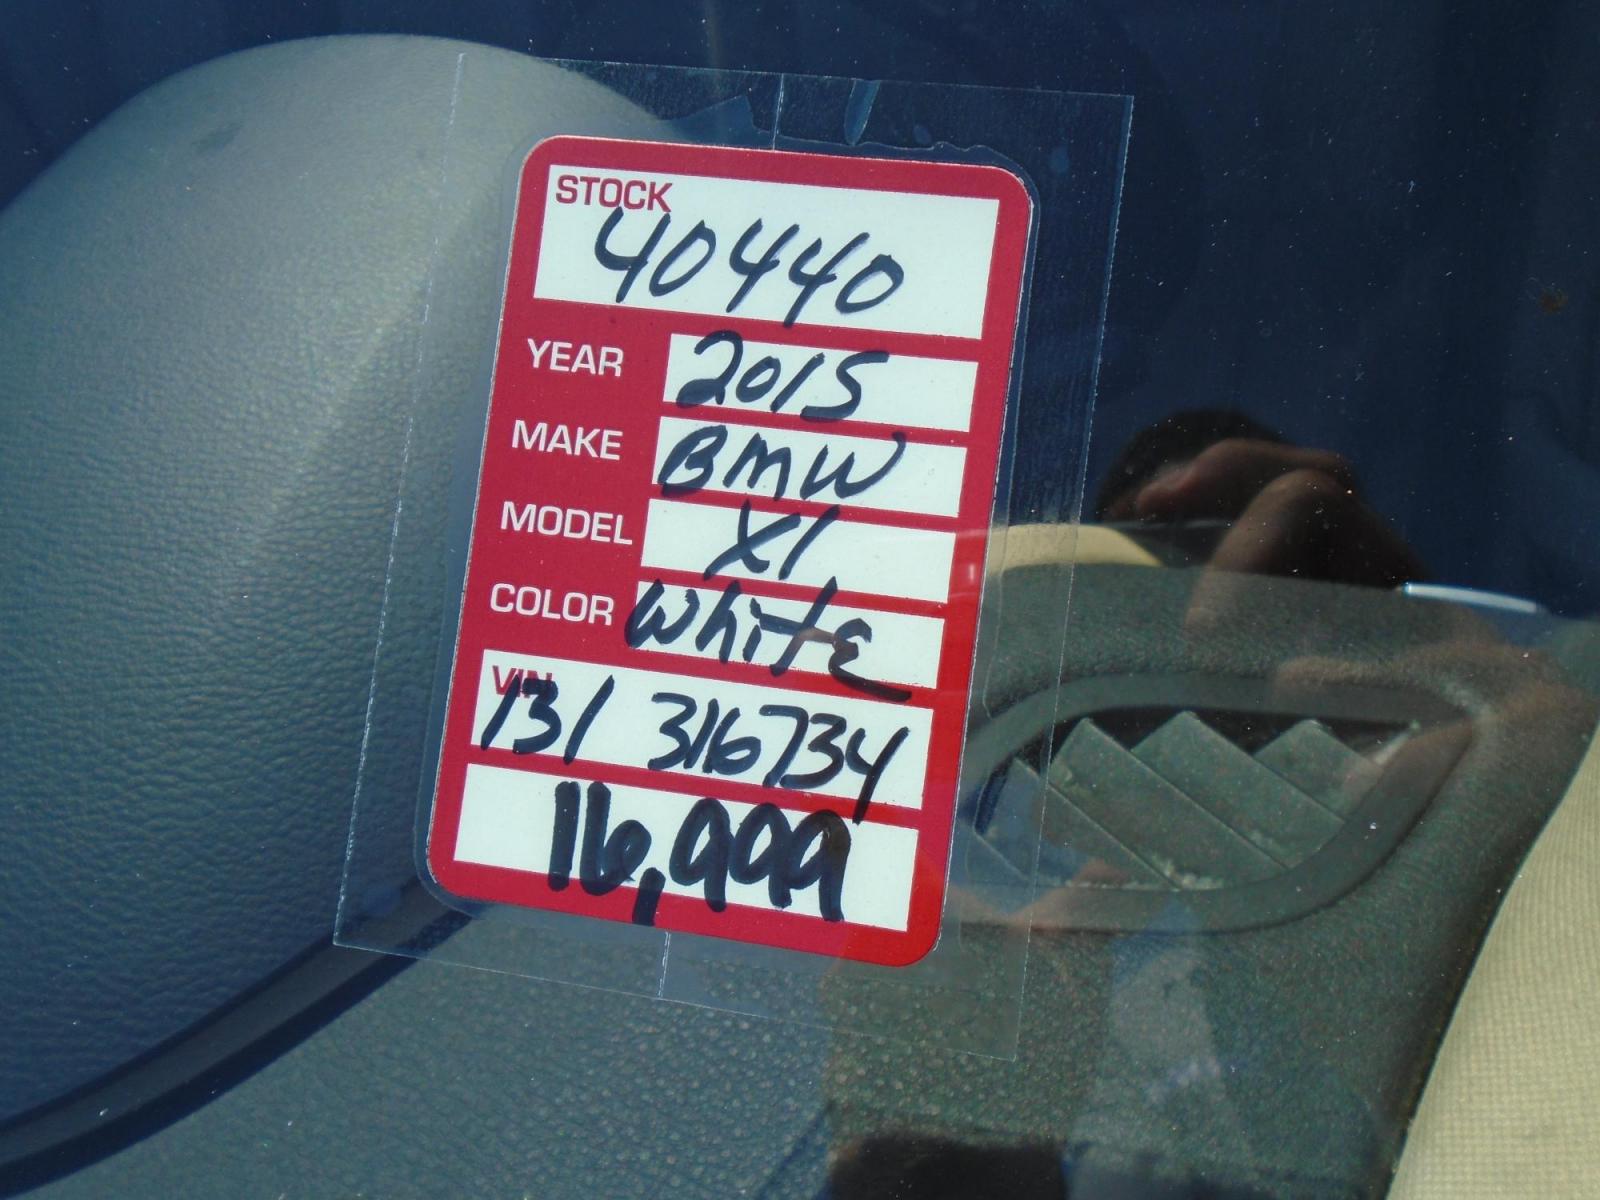 STOCK
40440
YEAR 2015
MAKE BMW
MODEL X1
COLOR White
VIN
131 316734
16,999